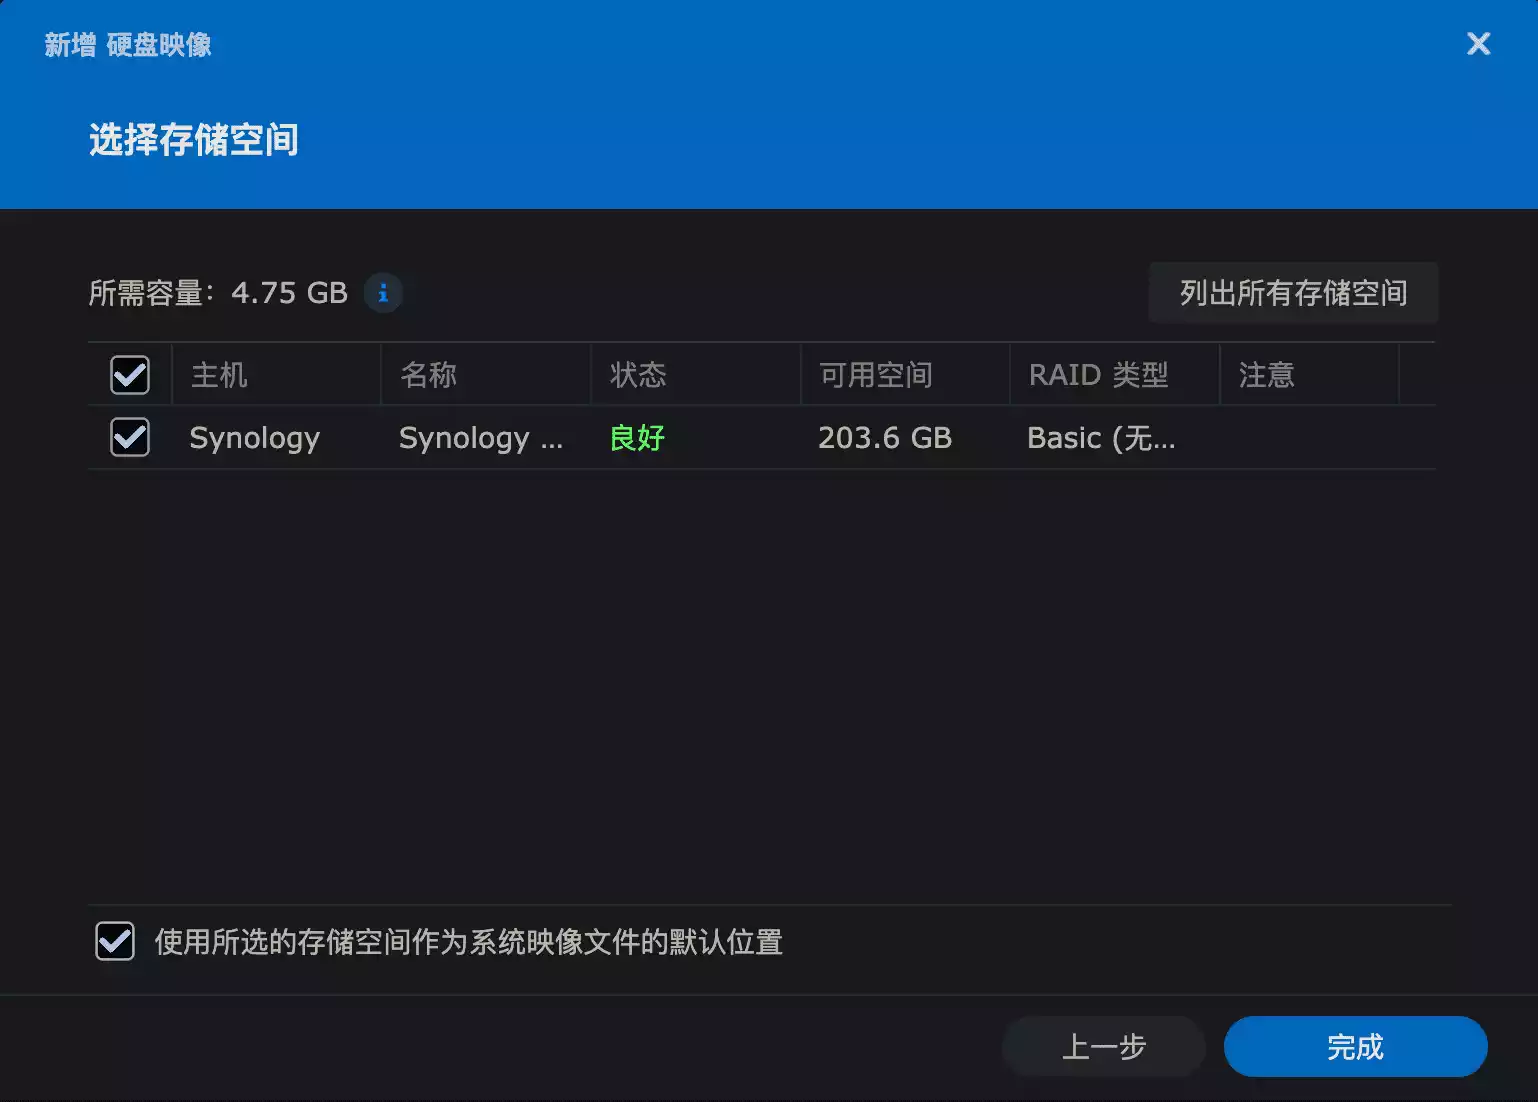 新增 硬盘映像
选择存储空间
所需容量：4.75 GB
列出所有存储空间
主机 名称 状态 可用空间 RAID 类型 注意
Synology Synology ... 良好 203.6 GB Basic (无...
使用所选的存储空间作为系统映像文件的默认位置
上一步 完成